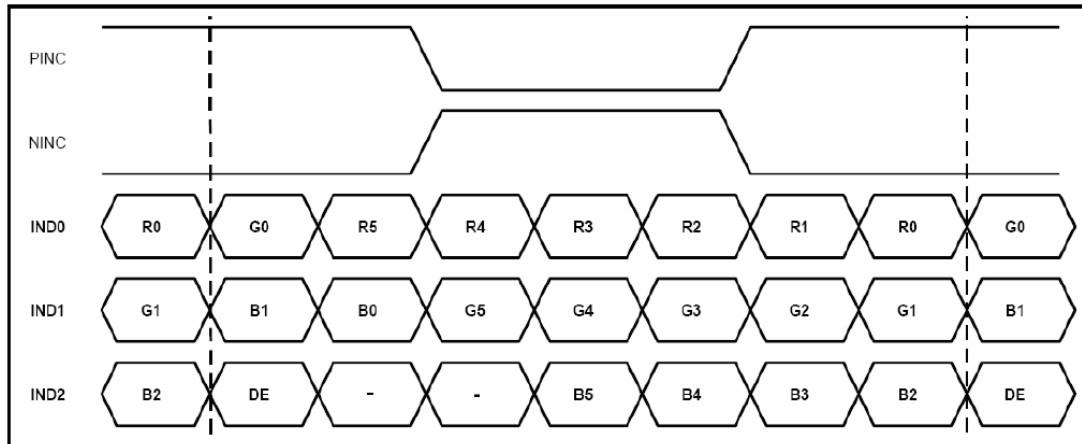 PINC
NINC
IND0 R0 G0 R5 R4 R3 R2 R1 R0 G0
IND1 G1 B1 B0 G5 G4 G3 G2 G1 B1
IND2 B2 DE - - B5 B4 B3 B2 DE